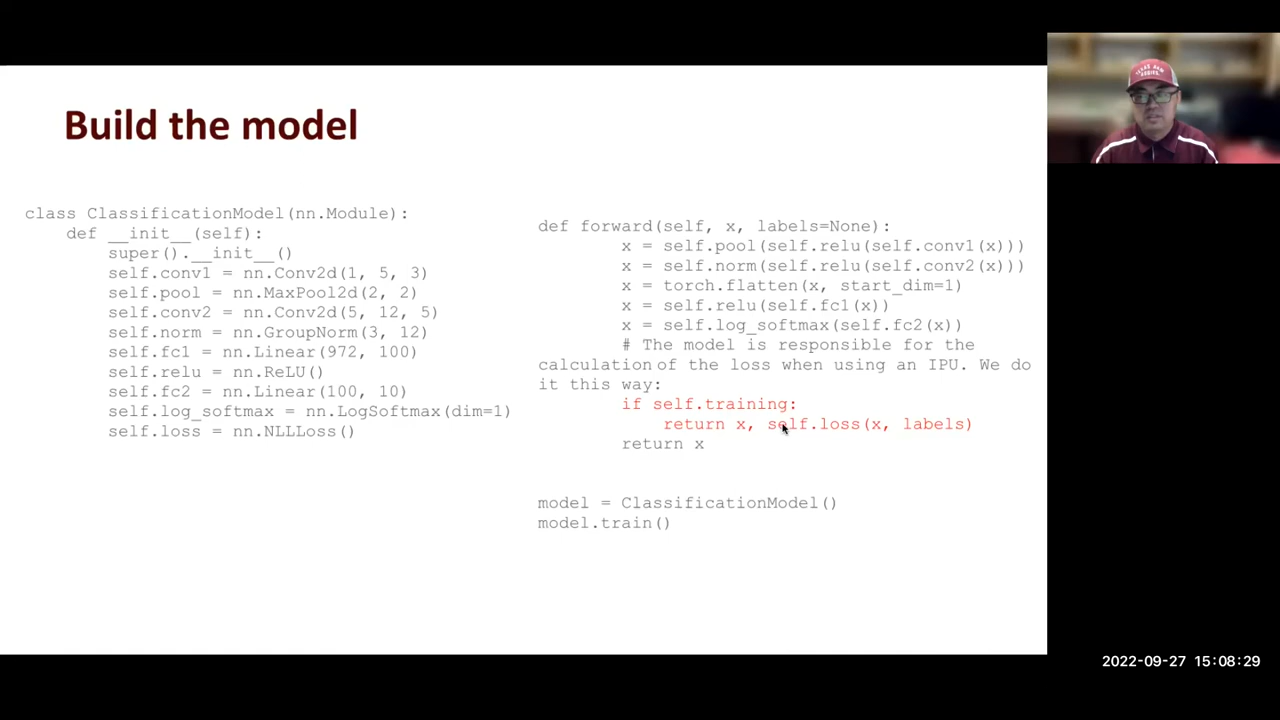 Build the model
class ClassificationModel(nn.Module):
def __init__(self):
super().__init__()
self.conv1 = nn.Conv2d(1, 5, 3)
self.pool = nn.MaxPool2d(2, 2)
self.conv2 = nn.Conv2d(5, 12, 5)
self.norm = nn.GroupNorm(3, 12)
self.fc1 = nn.Linear(972, 100)
self.relu = nn.ReLU()
self.fc2 = nn.Linear(100, 10)
self.log_softmax = nn.LogSoftmax(dim=1)
self.loss = nn.NLLLoss()
def forward(self, x, labels=None):
x = self.pool(self.relu(self.conv1(x)))
x = self.norm(self.relu(self.conv2(x)))
x = torch.flatten(x, start_dim=1)
x = self.relu(self.fc1(x))
x = self.log_softmax(self.fc2(x))
# The model is responsible for the
calculation of the loss when using an IPU. We do
it this way:
if self.training:
return x, self.loss(x, labels)
return x
model = ClassificationModel()
model.train()
TEXAS A&M
AGGIES
2022-09-27 15:08:29